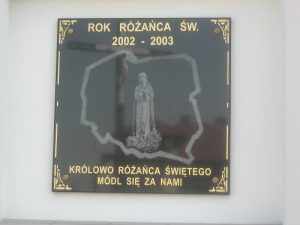 ROK RÓŻAŃCA ŚW.
2002 - 2003
KRÓLOWO RÓŻAŃCA ŚWIĘTEGO
MÓDL SIĘ ZA NAMI